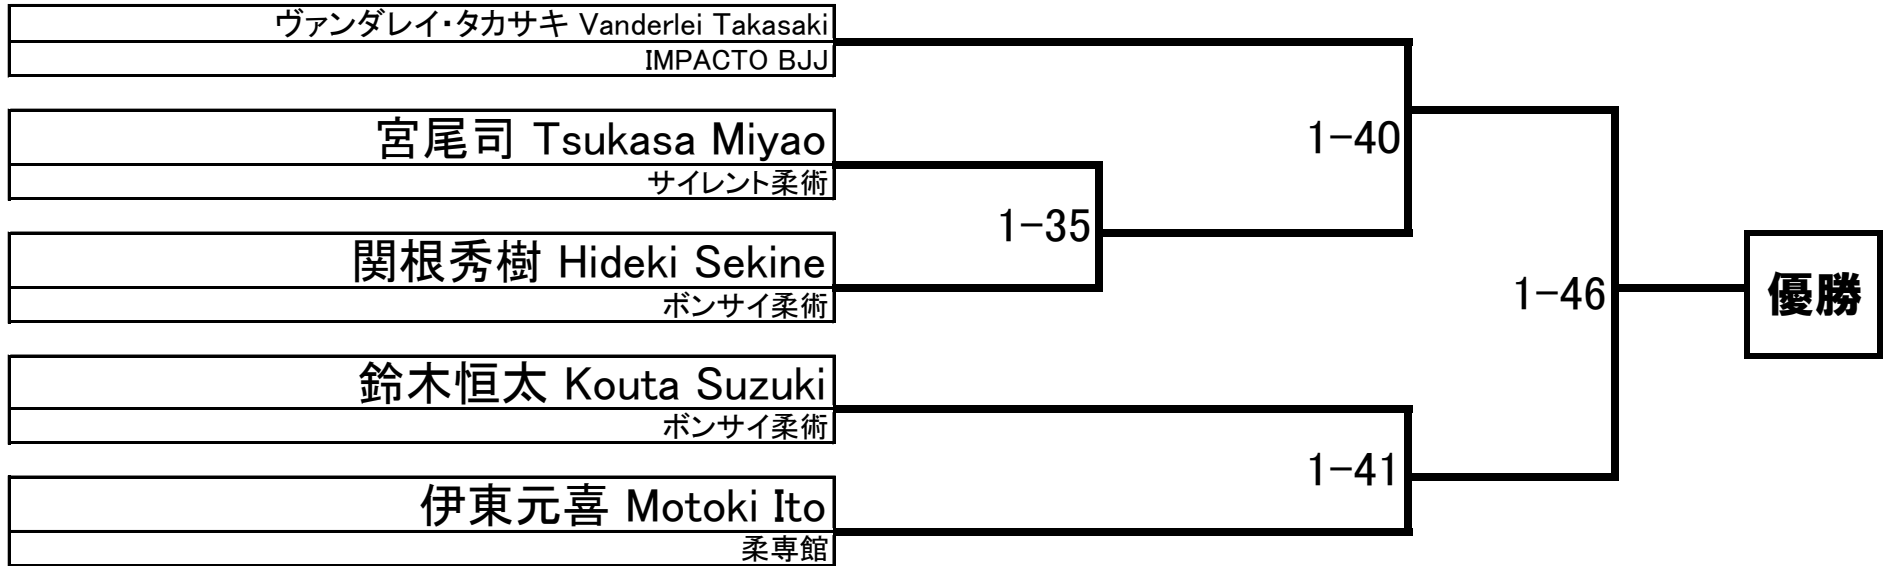 ヴァンダレイ・タカサキ Vanderlei Takasaki
IMPACTO BJJ
宮尾司 Tsukasa Miyao
サイレント柔術
関根秀樹 Hideki Sekine
ボンサイ柔術
鈴木恒太 Kouta Suzuki
ボンサイ柔術
伊東元喜 Motoki Ito
柔専館
1-35
1-40
1-41
1-46
優勝